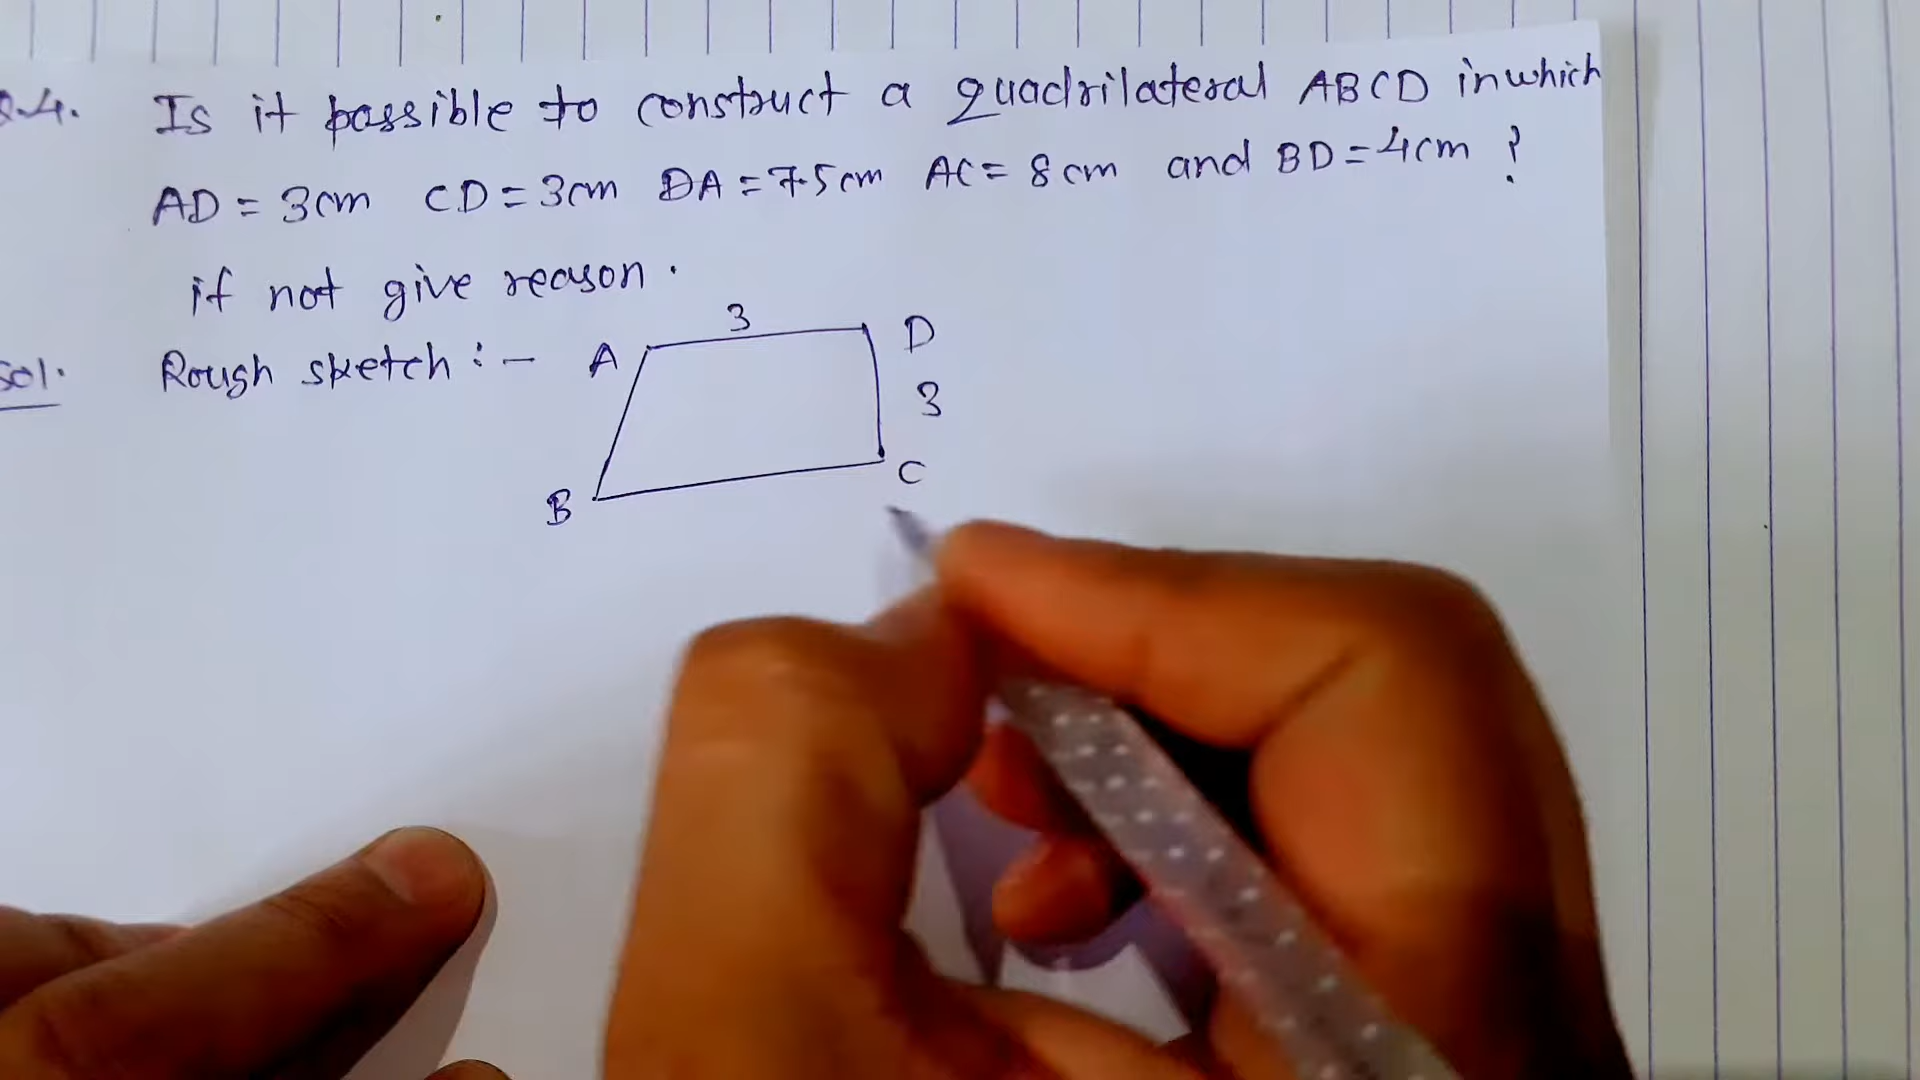 Q.4. Is it possible to construct a quadrilateral ABCD in which
AD = 3cm CD = 3cm DA = 7.5cm AC = 8cm and BD = 4cm ?
if not give reason.
Sol. Rough sketch :-
3
A
D
3
C
B